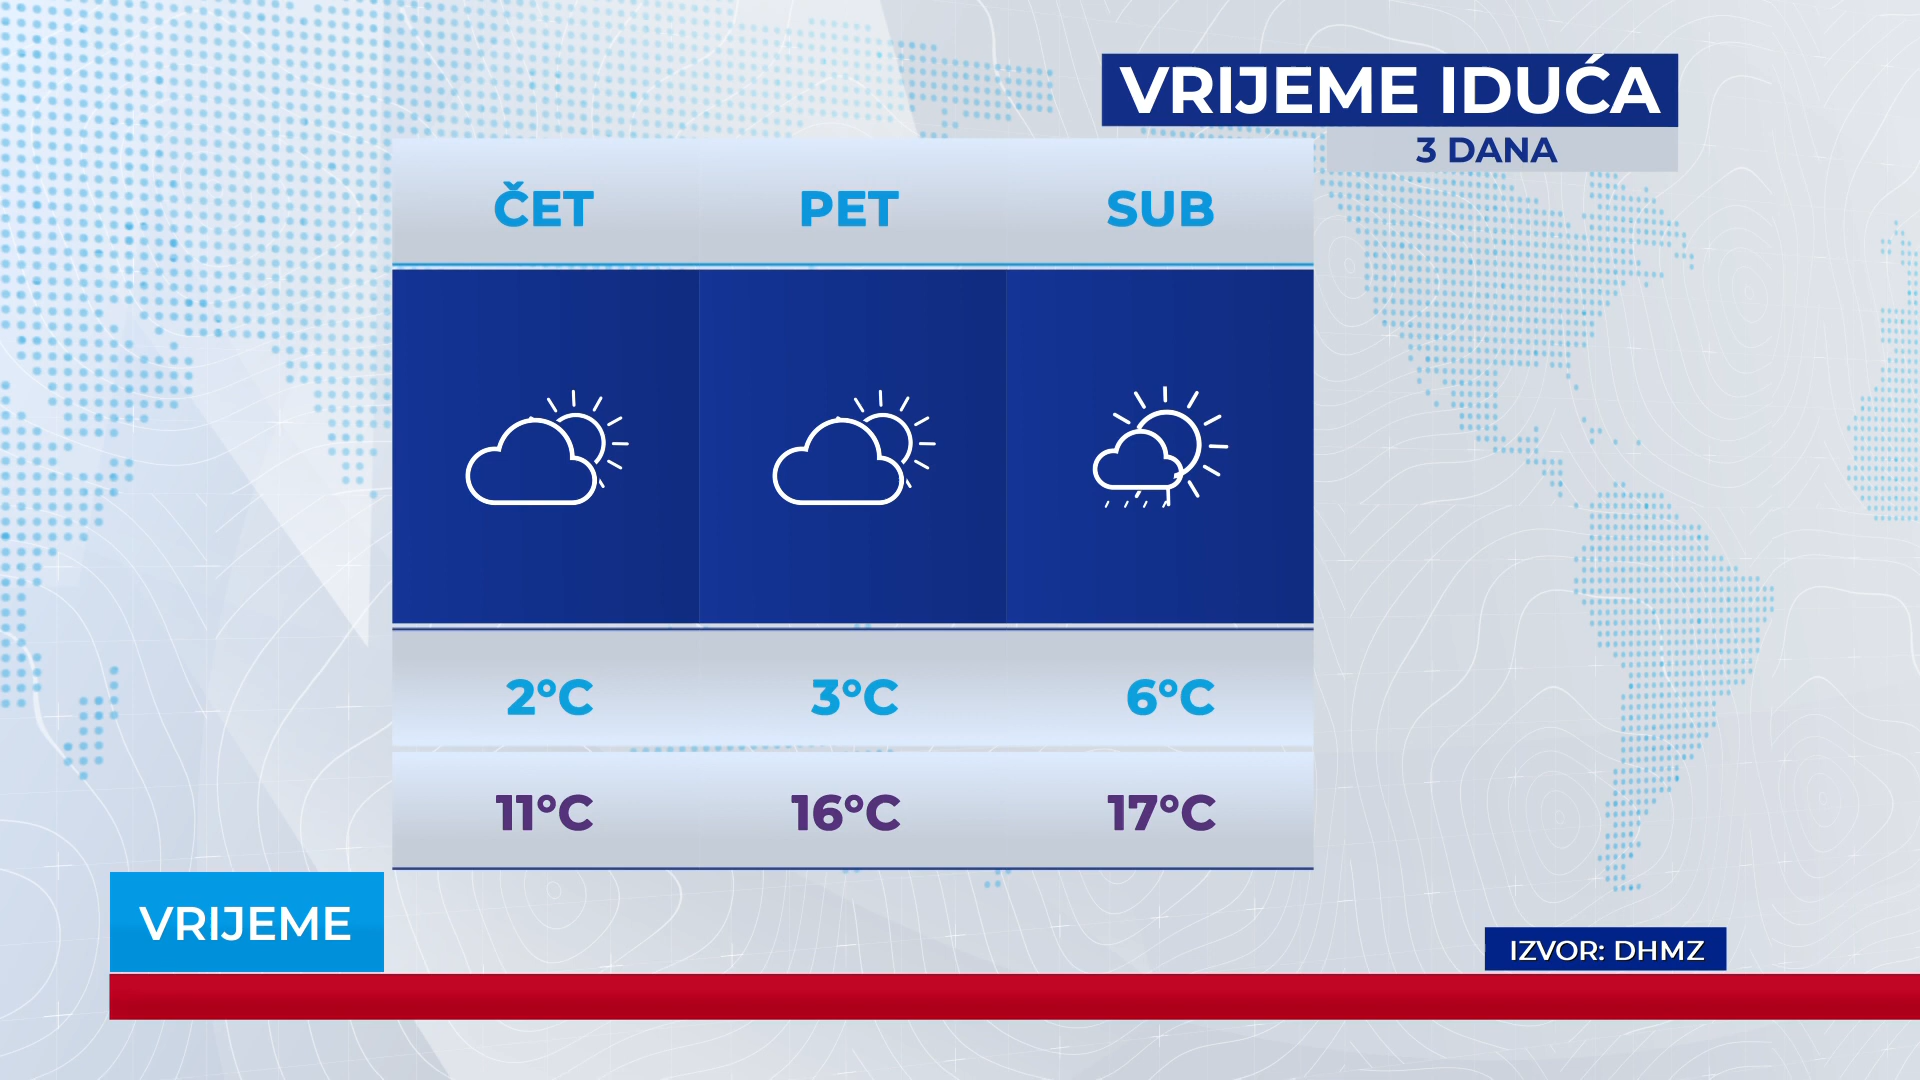 VRIJEME IDUĆA
3 DANA
ČET PET SUB
2°C 3°C 6°C
11°C 16°C 17°C
VRIJEME
IZVOR: DHMZ